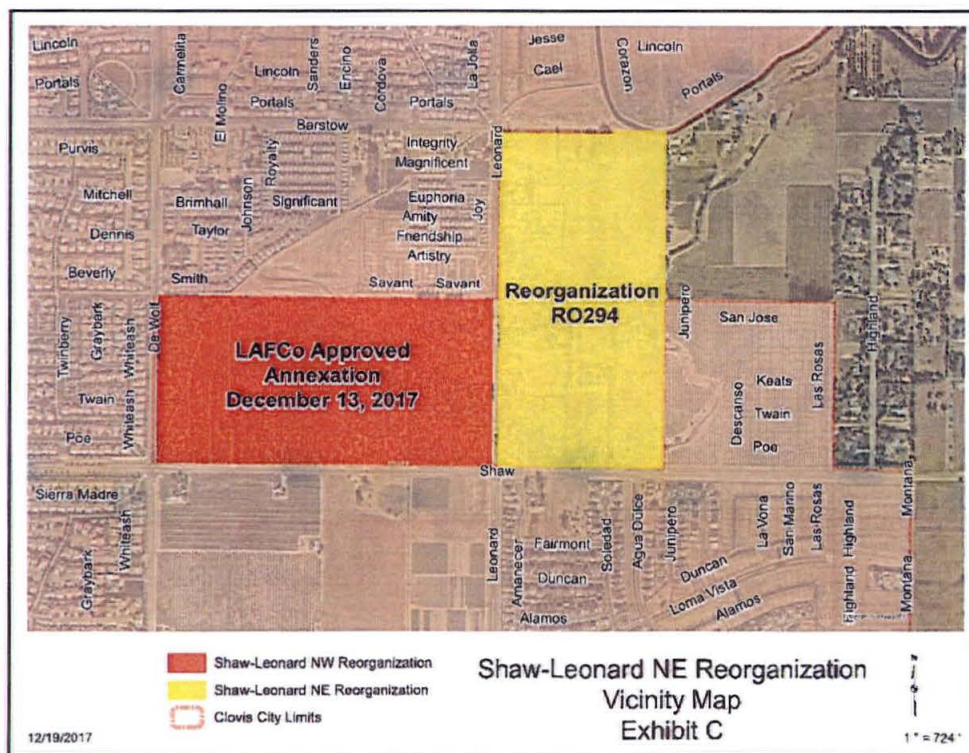 Lincoln
Portals
Carmelita
El Molino
Lincoln
Portals
Sanders
Encino
Cordova
Portals
La Jolla
Barstow
Jesse
Cael
Corazon
Lincoln
Portals
Purvis
Mitchell
Dennis
Beverly
Brimhall
Taylor
Smith
Johnson
Royalty
Significant
Integrity
Magnificent
Euphoria
Amity
Friendship
Artistry
Joy
Savant
Savant
Leonard
Reorganization
RO294
Junipero
San Jose
Keats
Twain
Poe
Descanso
Las Rosas
Highland
LAFCo Approved
Annexation
December 13, 2017
De Wolf
Twinberry
Graybark
Whiteash
Whiteash
Twain
Poe
Shaw
Sierra Madre
Graybark
Whiteash
Leonard
Amanecer
Fairmont
Duncan
Alamos
Soledad
Agua Dulce
Junipero
Duncan
Loma Vista
Alamos
La Vona
San Marino
Las Rosas
Highland
Highland
Montana
Montana
Shaw-Leonard NW Reorganization
Shaw-Leonard NE Reorganization
Clovis City Limits
Shaw-Leonard NE Reorganization
Vicinity Map
Exhibit C
12/19/2017
1 " = 724 '